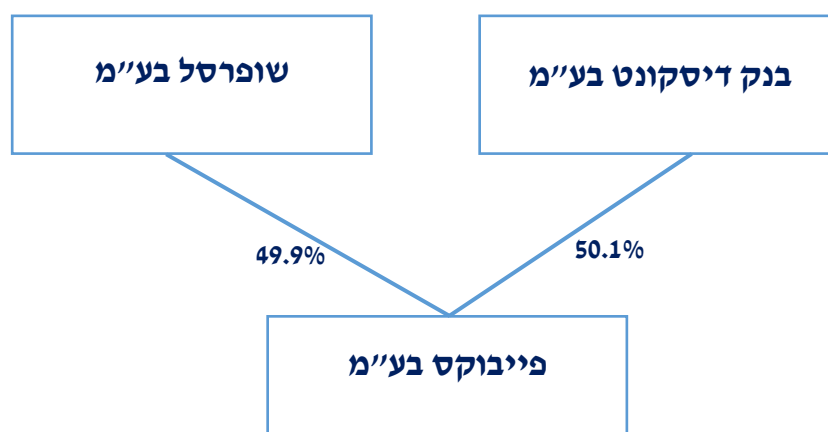 בנק דיסקונט בע״מ
שופרסל בע״מ
50.1%
49.9%
פייבוקס בע״מ